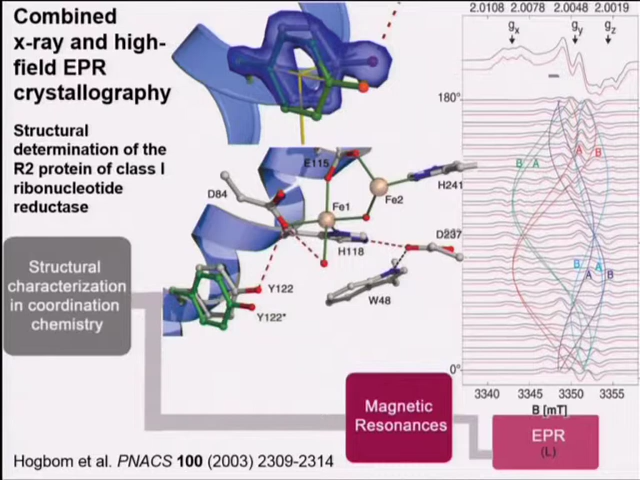 Combined
x-ray and high-
field EPR
crystallography
Structural
determination of the
R2 protein of class I
ribonucleotide
reductase
Structural
characterization
in coordination
chemistry
E115
D84
Fe1
Fe2
H241
H118
D237
Y122
Y122*
W48
2.0108 2.0078 2.0048 2.0019
gx gy gz
180°
A B
B A
B A
A B
0°
3340 3345 3350 3355
B [mT]
Magnetic
Resonances
EPR
(L)
Hogbom et al. PNACS 100 (2003) 2309-2314